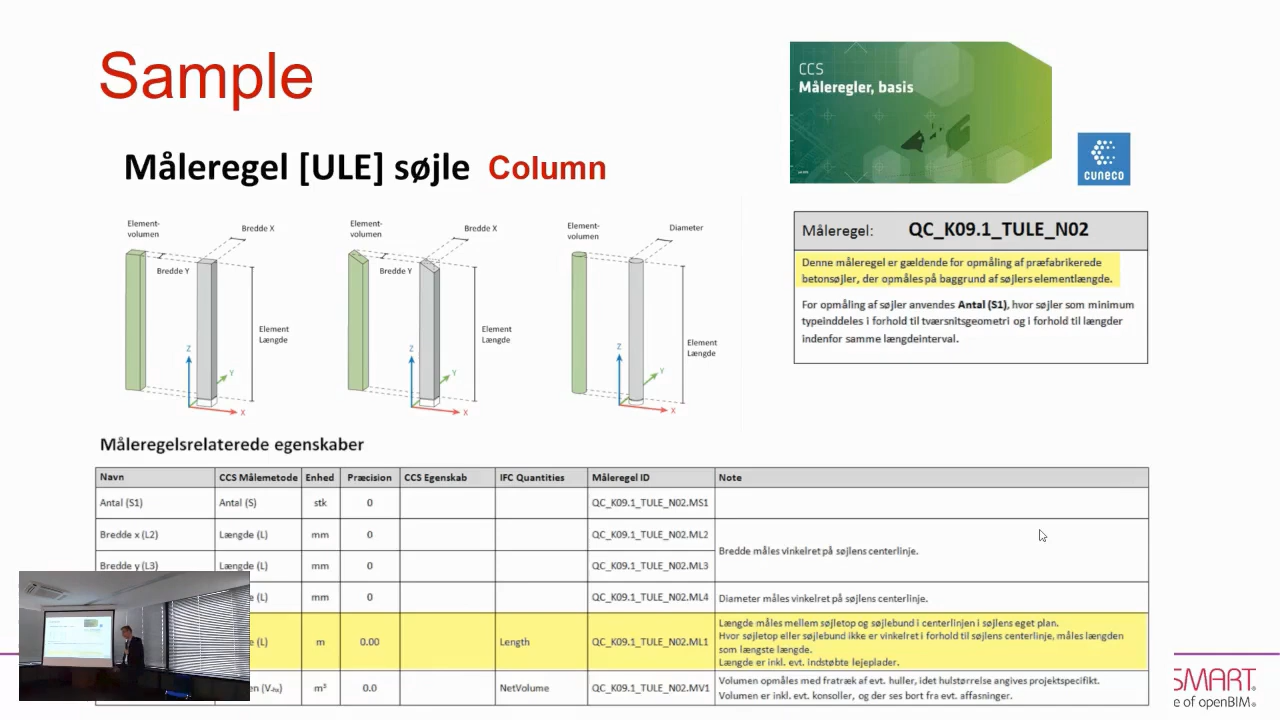 Sample
CCS
Måleregler, basis
cuneco
Måleregel [ULE] søjle Column
Element-
volumen
Bredde X
Bredde Y
Element
Længde
Z
Y
X
Element-
volumen
Bredde X
Bredde Y
Element
Længde
Z
Y
X
Element-
volumen
Diameter
Element
Længde
Z
Y
X
Måleregel: QC_K09.1_TULE_N02
Denne måleregel er gældende for opmåling af præfabrikerede
betonsøjler, der opmåles på baggrund af søjlers elementlængde.
For opmåling af søjler anvendes Antal (S1), hvor søjler som minimum
typeinddeles i forhold til tværsnitsgeometri og i forhold til længder
indenfor samme længdeinterval.
Måleregelsrelaterede egenskaber
Navn CCS Målemetode Enhed Præcision CCS Egenskab IFC Quantities Måleregel ID Note
Antal (S1) Antal (S) stk 0 QC_K09.1_TULE_N02.MS1
Bredde x (L2) Længde (L) mm 0 QC_K09.1_TULE_N02.ML2
Bredde måles vinkelret på søjlens centerlinje.
Bredde y (L3) Længde (L) mm 0 QC_K09.1_TULE_N02.ML3
e (L) mm 0 QC_K09.1_TULE_N02.ML4 Diameter måles vinkelret på søjlens centerlinje.
e (L) m 0.00 Length QC_K09.1_TULE_N02.ML1 Længde måles mellem søjletop og søjlebund i centerlinjen i søjlens eget plan.
Hvor søjletop eller søjlebund ikke er vinkelret i forhold til søjlens centerlinje, måles længden
som længste længde.
Længde er inkl. evt. indstøbte lejeplader.
m³ 0.0 NetVolume QC_K09.1_TULE_N02.MV1 Volumen opmåles med fratræk af evt. huller, idet hulstørrelse angives projektspecifikt.
Volumen er inkl. evt. konsoller, og der ses bort fra evt. affasninger.
SMART.
e of openBIM